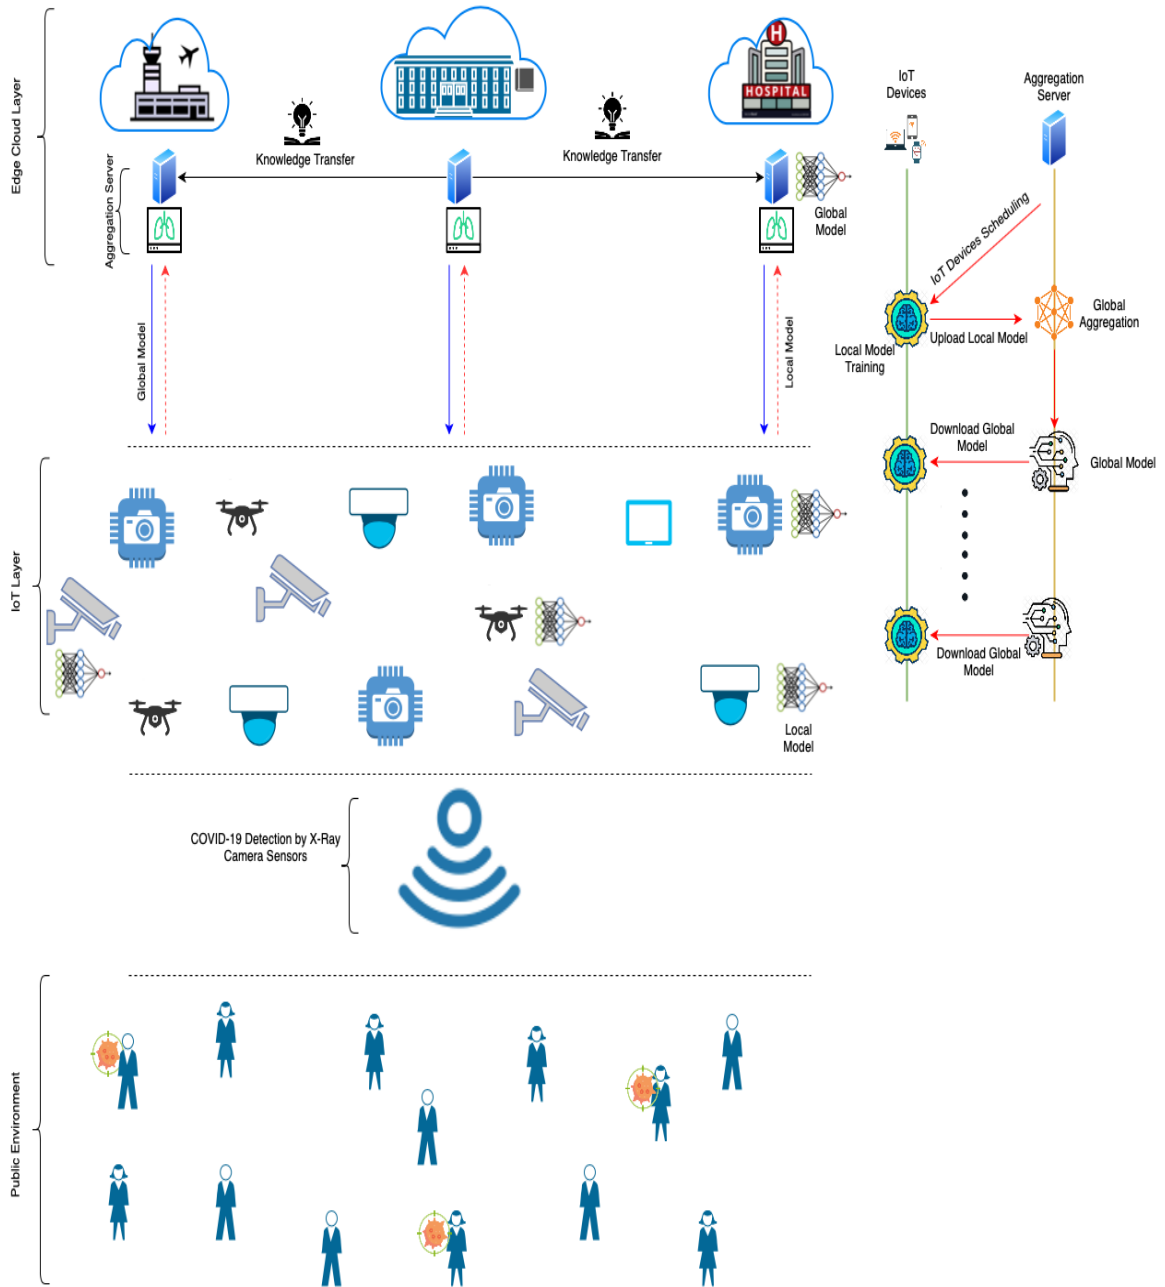 Edge Cloud Layer
Aggregation Server
Knowledge Transfer
Knowledge Transfer
H
HOSPITAL
Global
Model
Global Model
Local Model
IoT
Devices
Aggregation
Server
IoT Devices Scheduling
Local Model
Training
Upload Local Model
Global
Aggregation
Download Global
Model
Global Model
Download Global
Model
IoT Layer
Local
Model
COVID-19 Detection by X-Ray
Camera Sensors
Public Environment